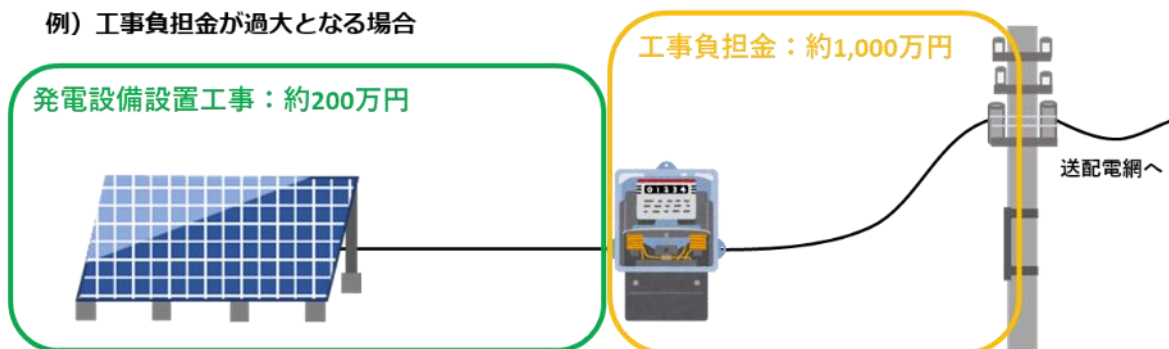 例）工事負担金が過大となる場合
工事負担金：約1,000万円
発電設備設置工事：約200万円
01234
送配電網へ